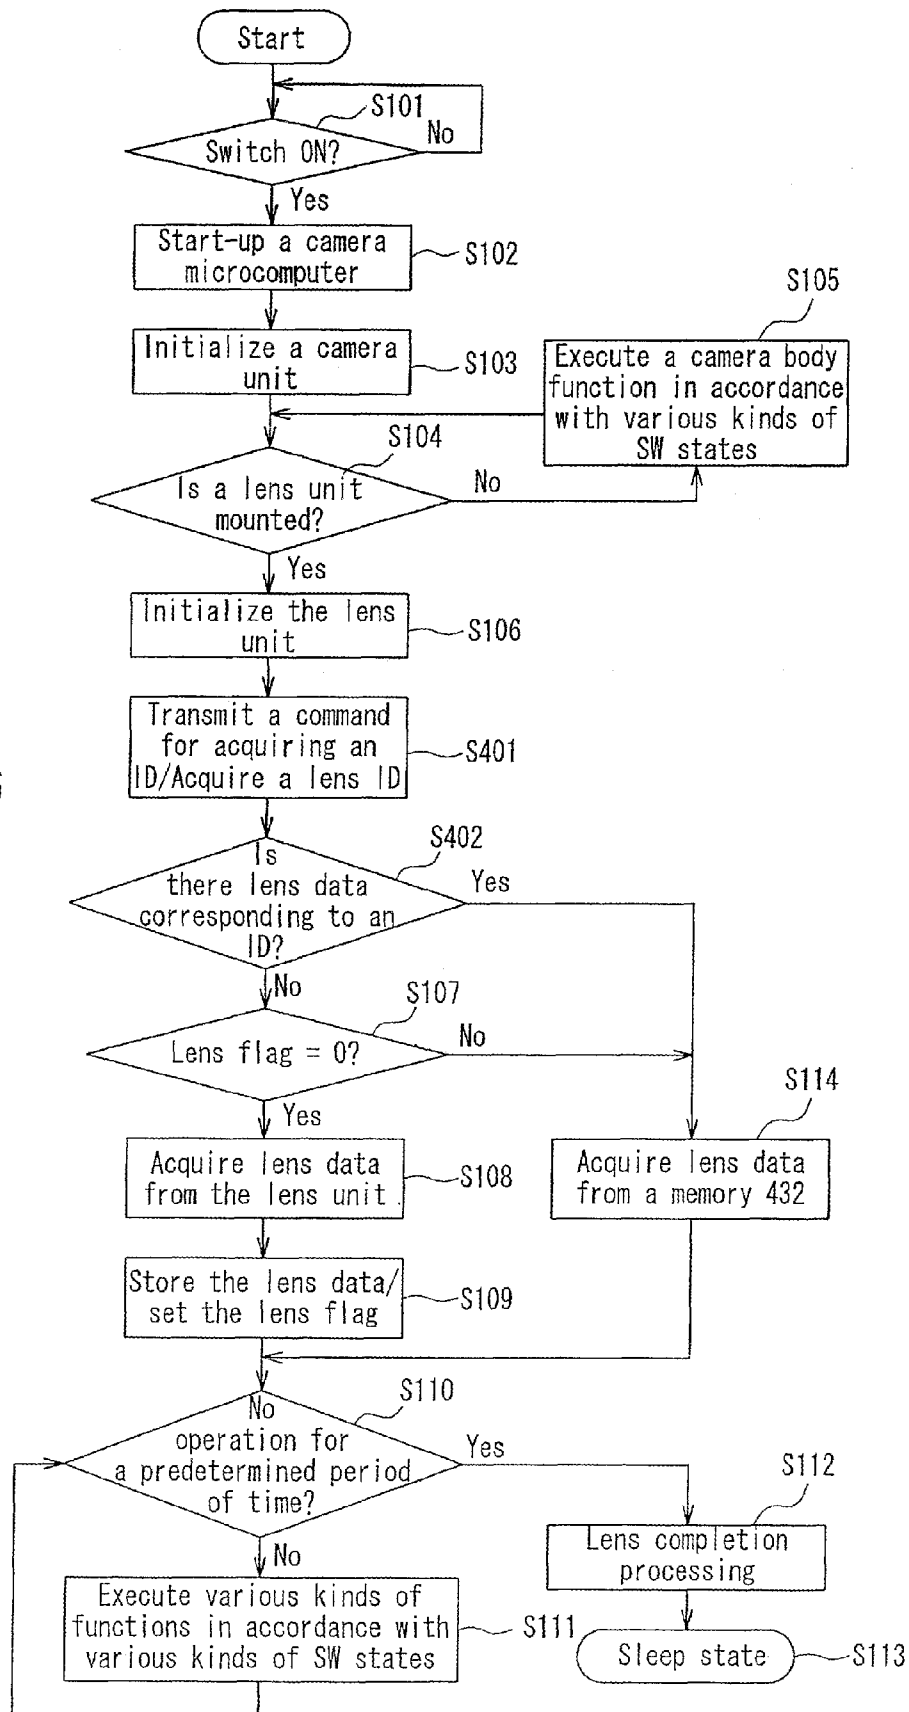 Start
S101
No
Switch ON?
Yes
Start-up a camera
microcomputer
S102
S105
Initialize a camera
unit
S103
Execute a camera body
function in accordance
with various kinds of
SW states
S104
Is a lens unit
mounted?
No
Yes
Initialize the lens
unit
S106
Transmit a command
for acquiring an
ID/Acquire a lens ID
S401
S402
Is
there lens data
corresponding to an
ID?
Yes
No
S107
Lens flag = 0?
No
Yes
S114
Acquire lens data
from the lens unit
S108
Acquire lens data
from a memory 432
Store the lens data/
set the lens flag
S109
S110
No
operation for
a predetermined period
of time?
Yes
No
S112
Lens completion
processing
Execute various kinds of
functions in accordance with
various kinds of SW states
S111
Sleep state
S113